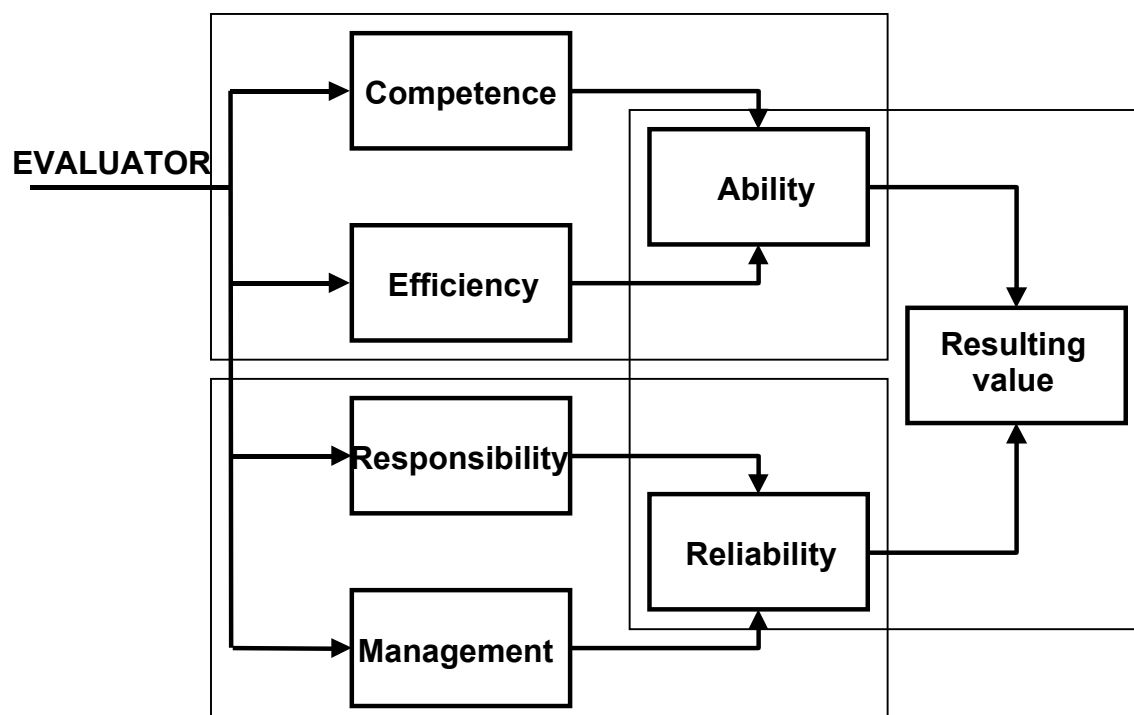 Competence
EVALUATOR
Ability
Efficiency
Resulting
value
Responsibility
Reliability
Management